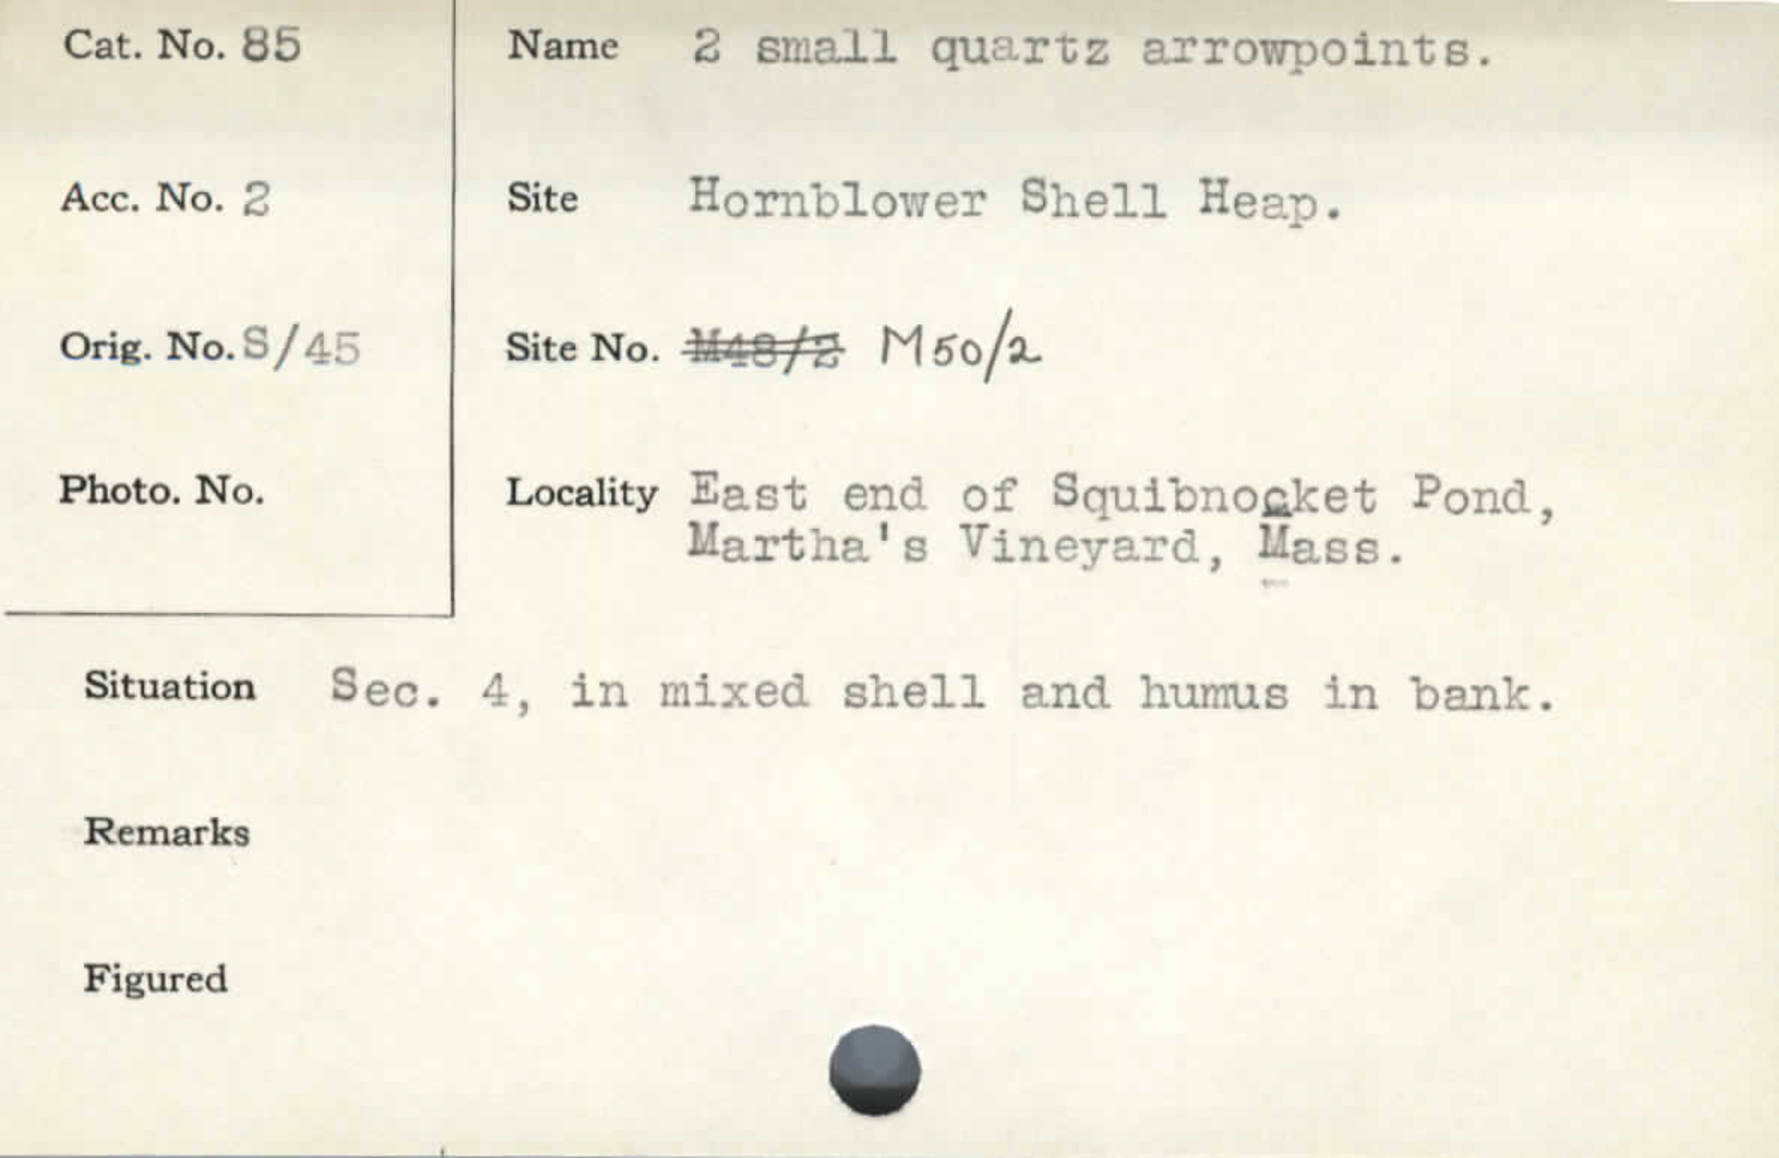 Cat. No. 85
Name 2 small quartz arrowpoints.
Acc. No. 2
Site Hornblower Shell Heap.
Orig. No. S/45
Site No. M48/2 M50/2
Photo. No.
Locality East end of Squibnocket Pond,
Martha's Vineyard, Mass.
Situation Sec. 4, in mixed shell and humus in bank.
Remarks
Figured